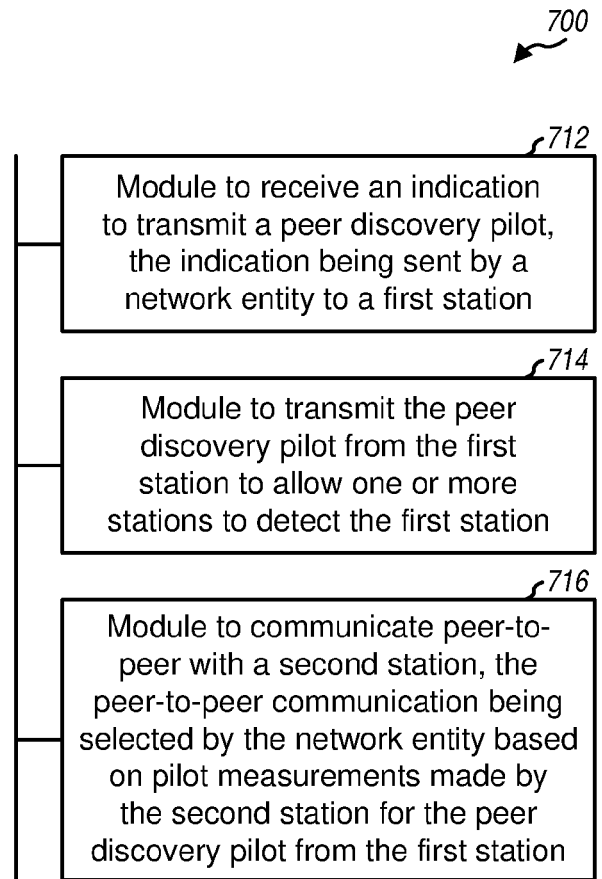 700
712
Module to receive an indication
to transmit a peer discovery pilot,
the indication being sent by a
network entity to a first station
714
Module to transmit the peer
discovery pilot from the first
station to allow one or more
stations to detect the first station
716
Module to communicate peer-to-
peer with a second station, the
peer-to-peer communication being
selected by the network entity based
on pilot measurements made by
the second station for the peer
discovery pilot from the first station